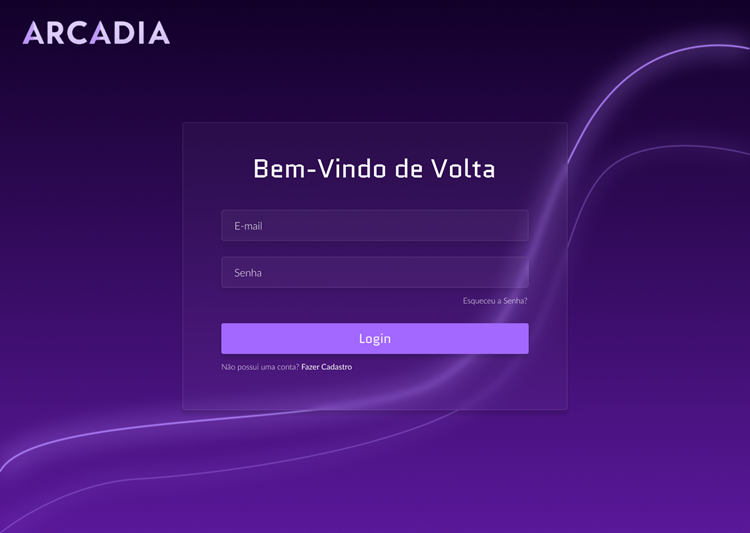 ARCADIA
Bem-Vindo de Volta
E-mail
Senha
Esqueceu a Senha?
Login
Não possui uma conta? Fazer Cadastro